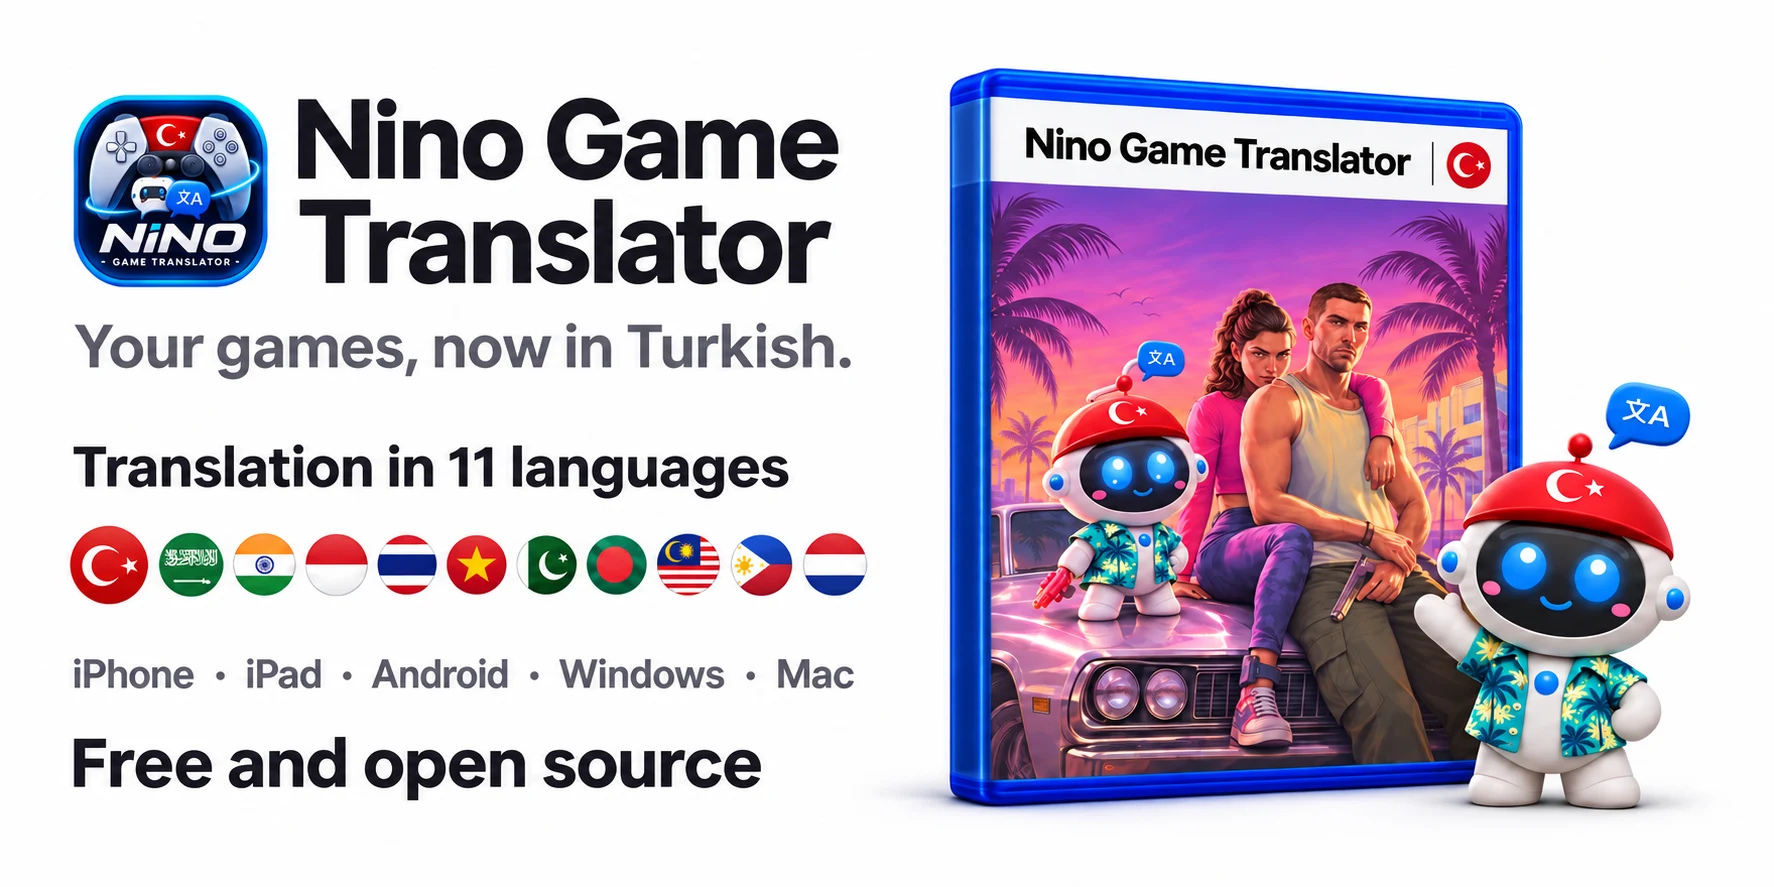 NiNO
- GAME TRANSLATOR -
文A
Nino Game
Translator
Your games, now in Turkish.
Translation in 11 languages
iPhone · iPad · Android · Windows · Mac
Free and open source
Nino Game Translator
文A
文A